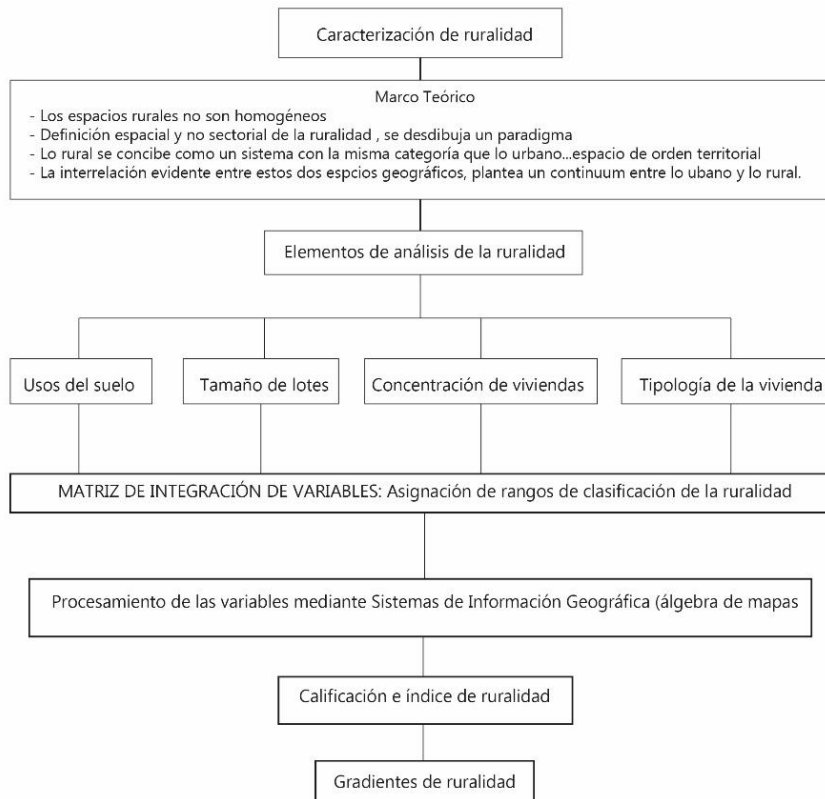 Caracterización de ruralidad
Marco Teórico
- Los espacios rurales no son homogéneos
- Definición espacial y no sectorial de la ruralidad , se desdibuja un paradigma
- Lo rural se concibe como un sistema con la misma categoría que lo urbano...espacio de orden territorial
- La interrelación evidente entre estos dos espcios geográficos, plantea un continuum entre lo ubano y lo rural.
Elementos de análisis de la ruralidad
Usos del suelo
Tamaño de lotes
Concentración de viviendas
Tipología de la vivienda
MATRIZ DE INTEGRACIÓN DE VARIABLES: Asignación de rangos de clasificación de la ruralidad
Procesamiento de las variables mediante Sistemas de Información Geográfica (álgebra de mapas
Calificación e índice de ruralidad
Gradientes de ruralidad